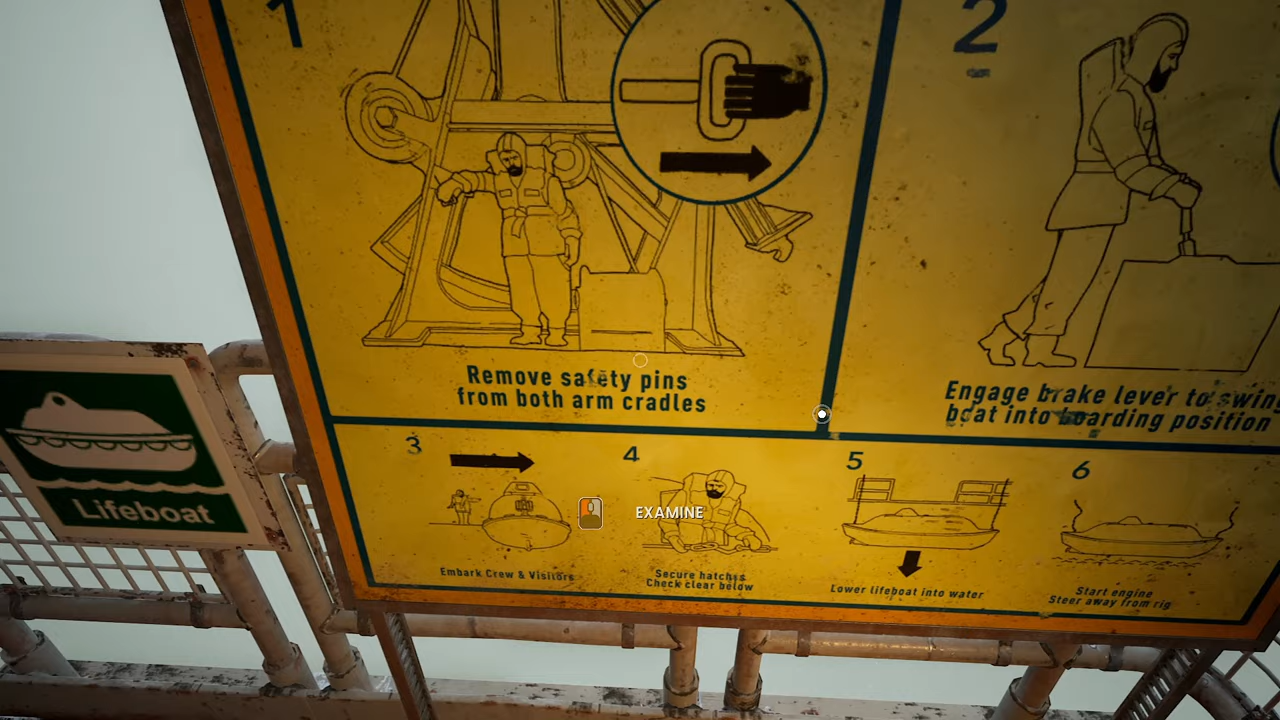 1
2
Remove safety pins
from both arm cradles
Engage brake lever to swing
boat into boarding position
3
4
5
6
EXAMINE
Lifeboat
Embark Crew & Visitors
Secure hatches
Check clear below
Lower lifeboat into water
Start engine
Steer away from rig